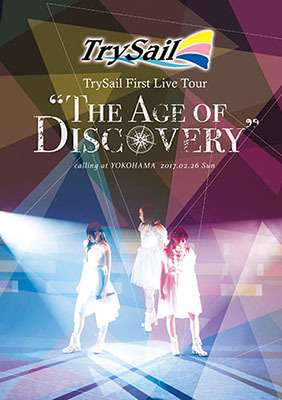 TrySail
TrySail First Live Tour
"THE AGE OF
DISCOVERY"
calling at YOKOHAMA 2017.02.26 Sun